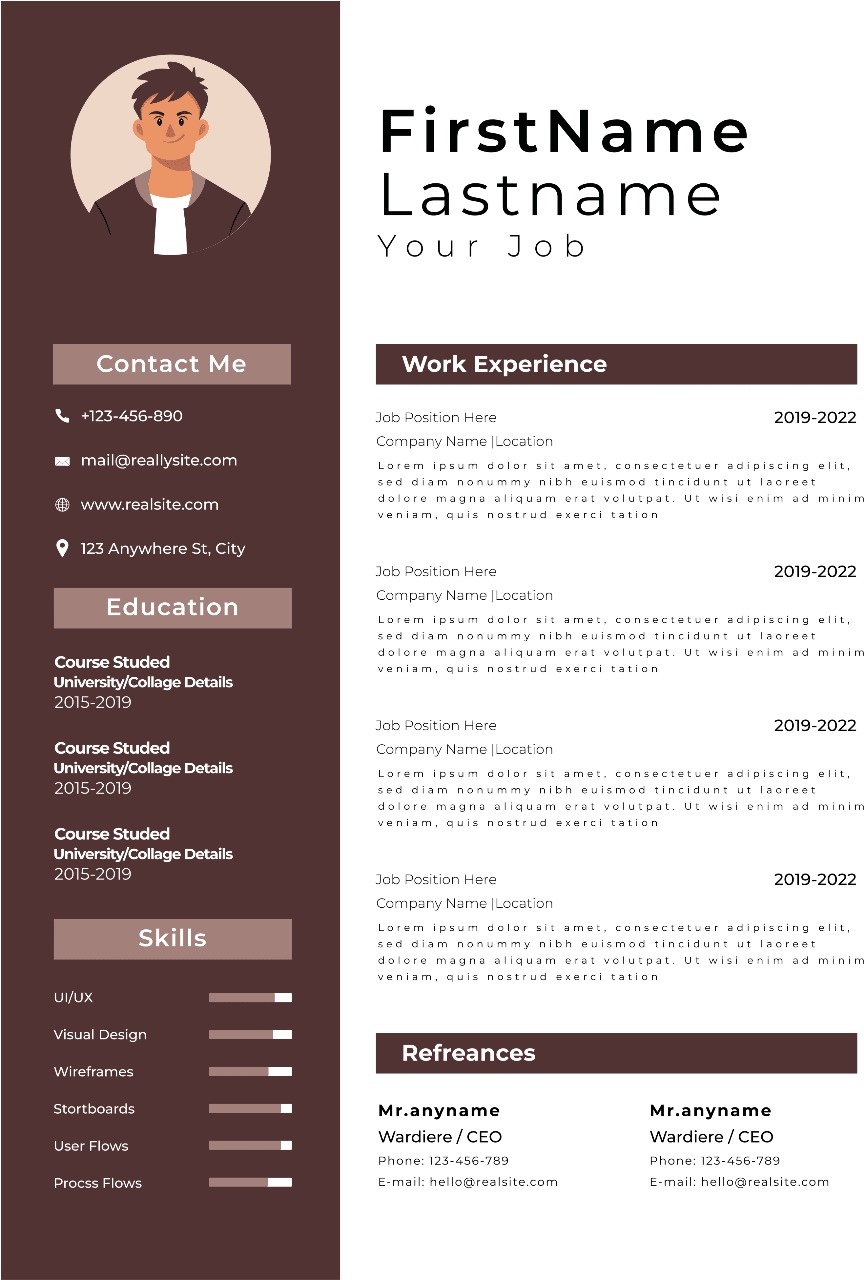 FirstName
Lastname
Your Job
Contact Me
+123-456-890
mail@reallysite.com
www.realsite.com
123 Anywhere St, City
Education
Course Studed
University/Collage Details
2015-2019
Course Studed
University/Collage Details
2015-2019
Course Studed
University/Collage Details
2015-2019
Skills
UI/UX
Visual Design
Wireframes
Stortboards
User Flows
Procss Flows
Work Experience
Job Position Here 2019-2022
Company Name |Location
Lorem ipsum dolor sit amet, consectetuer adipiscing elit,
sed diam nonummy nibh euismod tincidunt ut laoreet
dolore magna aliquam erat volutpat. Ut wisi enim ad minim
veniam, quis nostrud exerci tation
Job Position Here 2019-2022
Company Name |Location
Lorem ipsum dolor sit amet, consectetuer adipiscing elit,
sed diam nonummy nibh euismod tincidunt ut laoreet
dolore magna aliquam erat volutpat. Ut wisi enim ad minim
veniam, quis nostrud exerci tation
Job Position Here 2019-2022
Company Name |Location
Lorem ipsum dolor sit amet, consectetuer adipiscing elit,
sed diam nonummy nibh euismod tincidunt ut laoreet
dolore magna aliquam erat volutpat. Ut wisi enim ad minim
veniam, quis nostrud exerci tation
Job Position Here 2019-2022
Company Name |Location
Lorem ipsum dolor sit amet, consectetuer adipiscing elit,
sed diam nonummy nibh euismod tincidunt ut laoreet
dolore magna aliquam erat volutpat. Ut wisi enim ad minim
veniam, quis nostrud exerci tation
Refreances
Mr.anyname
Wardiere / CEO
Phone: 123-456-789
E-mail: hello@realsite.com
Mr.anyname
Wardiere / CEO
Phone: 123-456-789
E-mail: hello@realsite.com